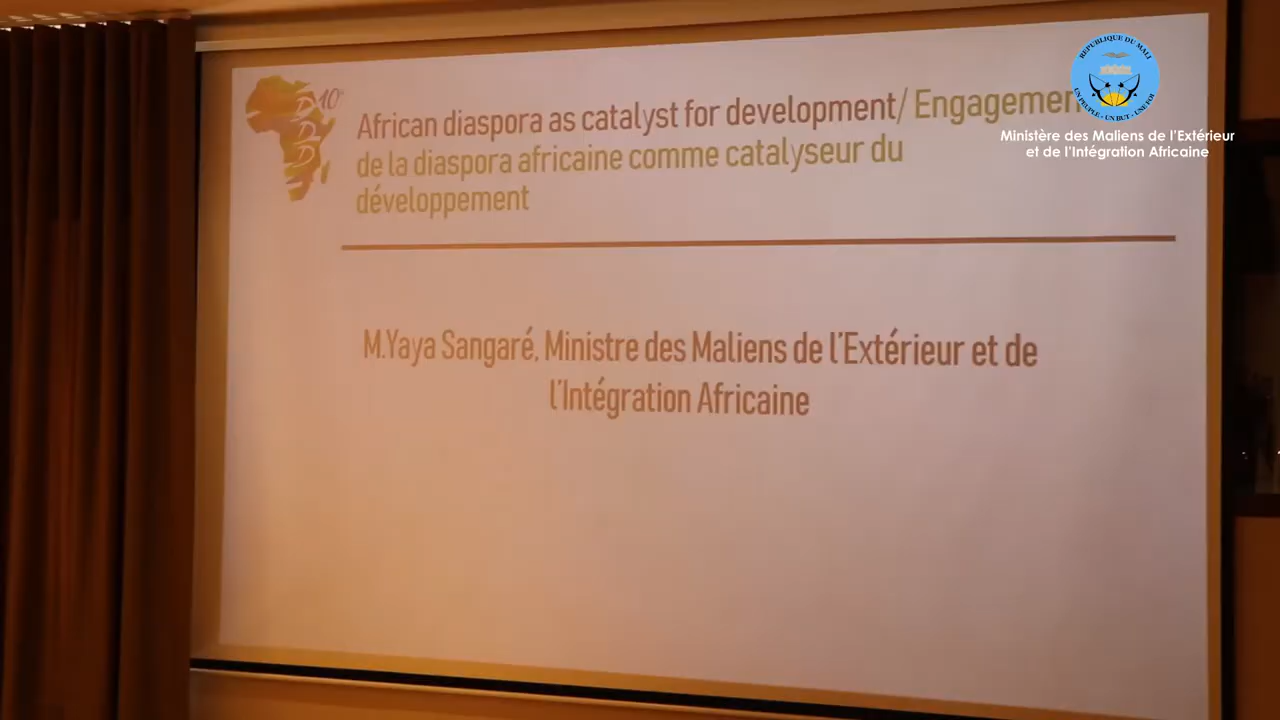 DDD 10e
African diaspora as catalyst for development/ Engagement
de la diaspora africaine comme catalyseur du
développement
M.Yaya Sangaré, Ministre des Maliens de l'Extérieur et de
l'Intégration Africaine
REPUBLIQUE DU MALI
UN PEUPLE - UN BUT - UNE FOI
Ministère des Maliens de l'Extérieur
et de l'Intégration Africaine